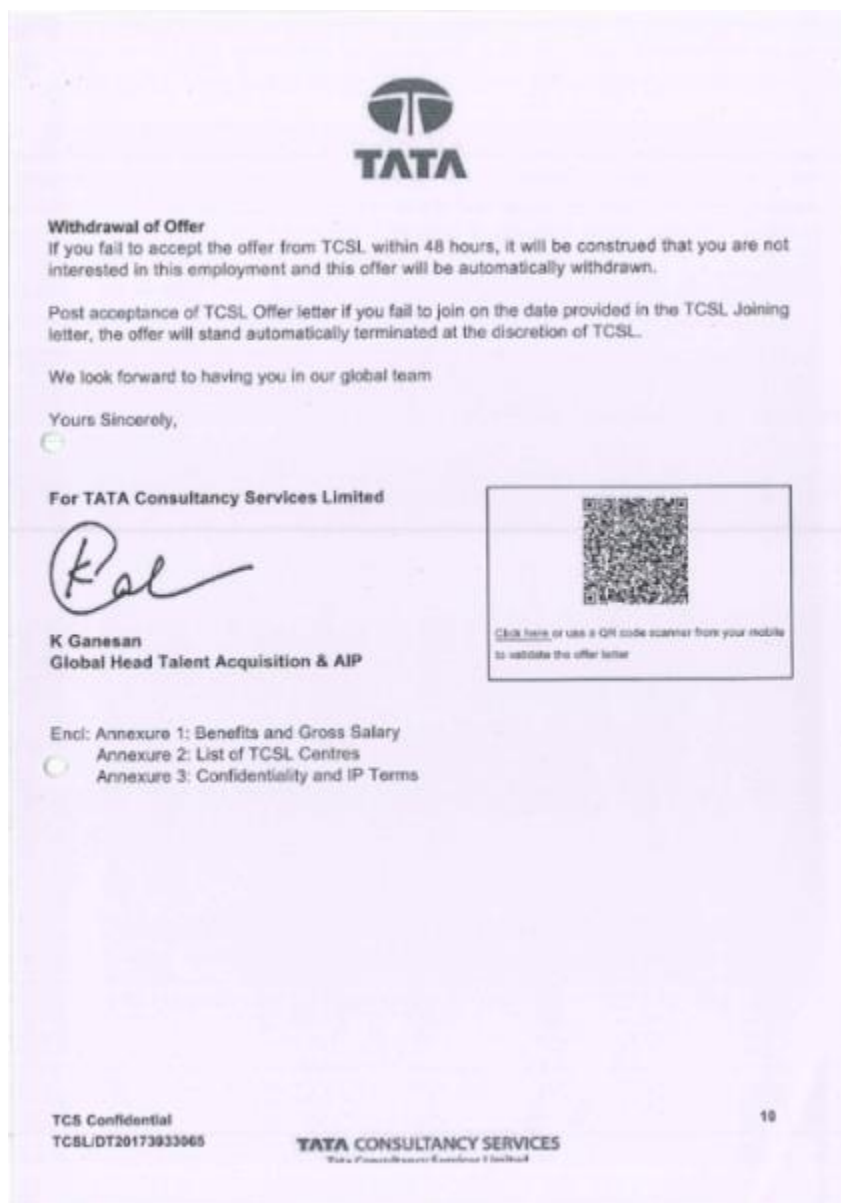 TATA
Withdrawal of Offer
If you fail to accept the offer from TCSL within 48 hours, it will be construed that you are not
interested in this employment and this offer will be automatically withdrawn.
Post acceptance of TCSL Offer letter if you fail to join on the date provided in the TCSL Joining
letter, the offer will stand automatically terminated at the discretion of TCSL.
We look forward to having you in our global team
Yours Sincerely,
For TATA Consultancy Services Limited
K Ganesan
Global Head Talent Acquisition & AIP
Click here or use a QR code scanner from your mobile
to validate the offer letter
Encl: Annexure 1: Benefits and Gross Salary
Annexure 2: List of TCSL Centres
Annexure 3: Confidentiality and IP Terms
TCS Confidential
TCSL/DT20173933065
10
TATA CONSULTANCY SERVICES
Tata Consultancy Services Limited